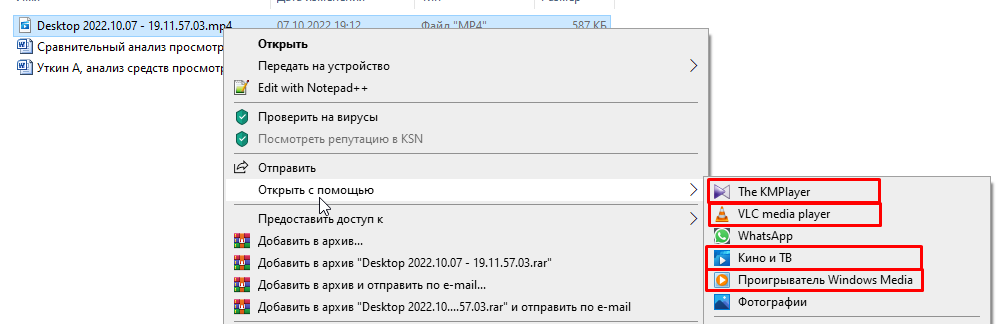 Desktop 2022.10.07 - 19.11.57.03.mp4 07.10.2022 19:12 Файл "MP4" 587 КБ
Сравнительный анализ просмот
Уткин А, анализ средств просмотр
Открыть
Передать на устройство
Edit with Notepad++
Проверить на вирусы
Посмотреть репутацию в KSN
Отправить
Открыть с помощью
Предоставить доступ к
Добавить в архив...
Добавить в архив "Desktop 2022.10.07 - 19.11.57.03.rar"
Добавить в архив и отправить по e-mail...
Добавить в архив "Desktop 2022.10....57.03.rar" и отправить по e-mail
The KMPlayer
VLC media player
WhatsApp
Кино и ТВ
Проигрыватель Windows Media
Фотографии